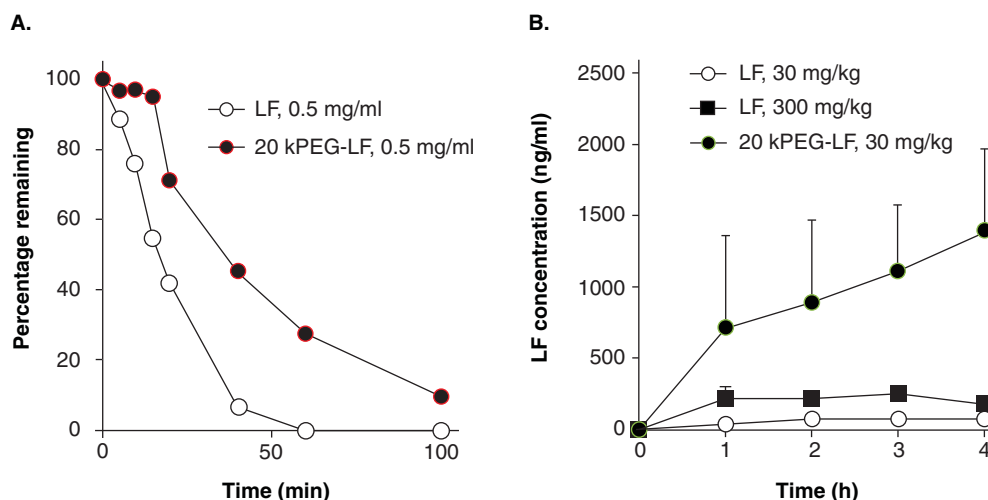 A.
100
80
60
40
20
0
Percentage remaining
LF, 0.5 mg/ml
20 kPEG-LF, 0.5 mg/ml
0
50
100
Time (min)
B.
2500
2000
1500
1000
500
0
LF concentration (ng/ml)
LF, 30 mg/kg
LF, 300 mg/kg
20 kPEG-LF, 30 mg/kg
0
1
2
3
4
Time (h)